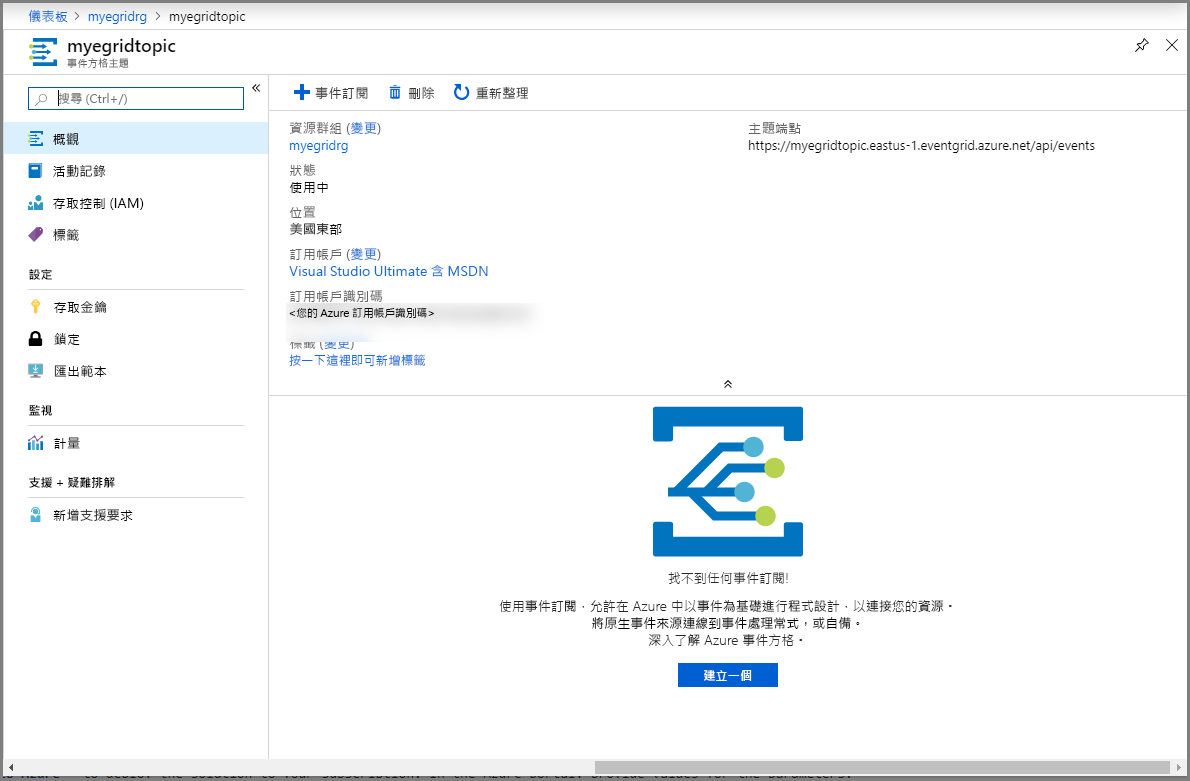 儀表板 > myegridrg > myegridtopic
myegridtopic
事件方格主題
搜尋 (Ctrl+/)
概觀
活動記錄
存取控制 (IAM)
標籤
設定
存取金鑰
鎖定
匯出範本
監視
計量
支援 + 疑難排解
新增支援要求
事件訂閱 刪除 重新整理
資源群組 (變更)
myegridrg
狀態
使用中
位置
美國東部
訂用帳戶 (變更)
Visual Studio Ultimate 含 MSDN
訂用帳戶識別碼
<您的 Azure 訂用帳戶識別碼>
標籤 (變更)
按一下這裡即可新增標籤
主題端點
https://myegridtopic.eastus-1.eventgrid.azure.net/api/events
找不到任何事件訂閱!
使用事件訂閱，允許在 Azure 中以事件為基礎進行程式設計，以連接您的資源。
將原生事件來源連線到事件處理常式，或自備。
深入了解 Azure 事件方格。
建立一個